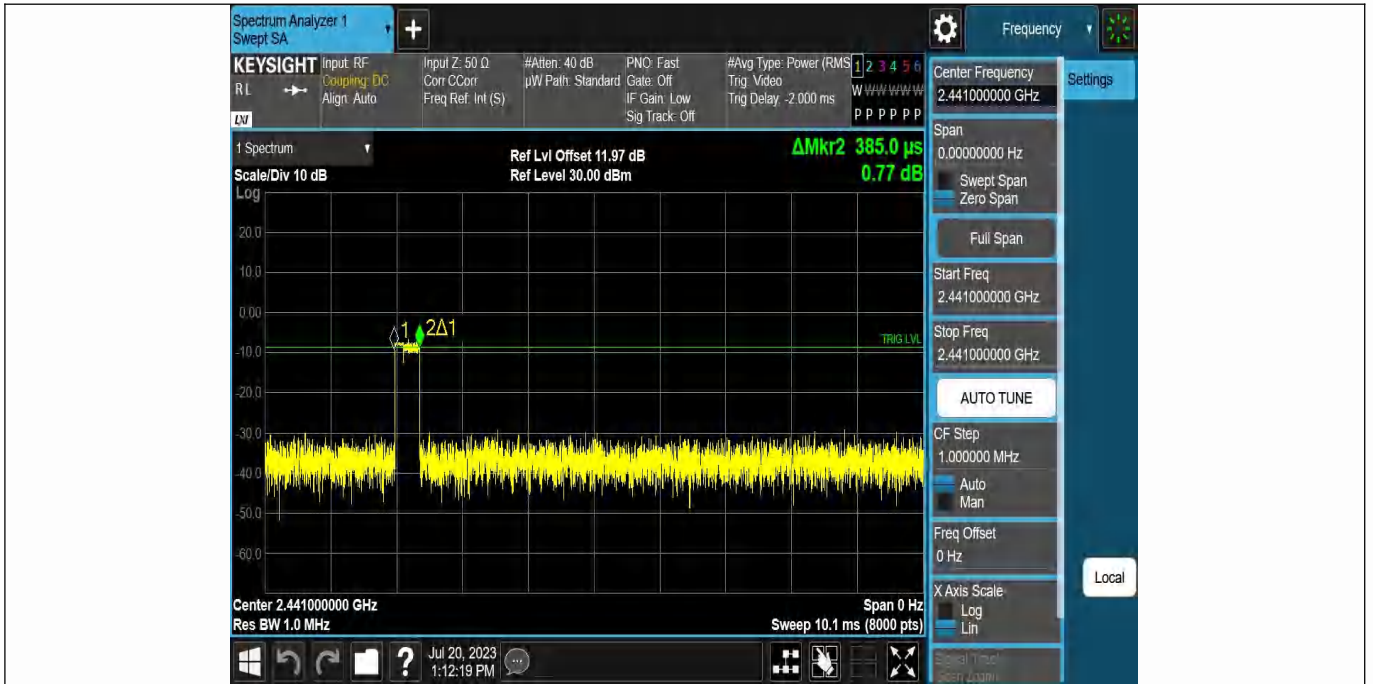 Spectrum Analyzer 1
Swept SA
+
Frequency
KEYSIGHT
RL
LXI
Input: RF
Coupling: DC
Align: Auto
Input Z: 50 Ω
Corr CCorr
Freq Ref: Int (S)
#Atten: 40 dB
µW Path: Standard
PNO: Fast
Gate: Off
IF Gain: Low
Sig Track: Off
#Avg Type: Power (RMS
Trig: Video
Trig Delay: -2.000 ms
1 2 3 4 5 6
W W W W W W
P P P P P P
1 Spectrum
Scale/Div 10 dB
Ref Lvl Offset 11.97 dB
Ref Level 30.00 dBm
ΔMkr2 385.0 µs
0.77 dB
Log
20.0
10.0
0.00
-10.0
-20.0
-30.0
-40.0
-50.0
-60.0
1
2Δ1
TRIG LVL
Center 2.441000000 GHz
Res BW 1.0 MHz
Span 0 Hz
Sweep 10.1 ms (8000 pts)
Center Frequency
2.441000000 GHz
Settings
Span
0.00000000 Hz
Swept Span
Zero Span
Full Span
Start Freq
2.441000000 GHz
Stop Freq
2.441000000 GHz
AUTO TUNE
CF Step
1.000000 MHz
Auto
Man
Freq Offset
0 Hz
X Axis Scale
Log
Lin
Local
Signal Track
?
Jul 20, 2023
1:12:19 PM